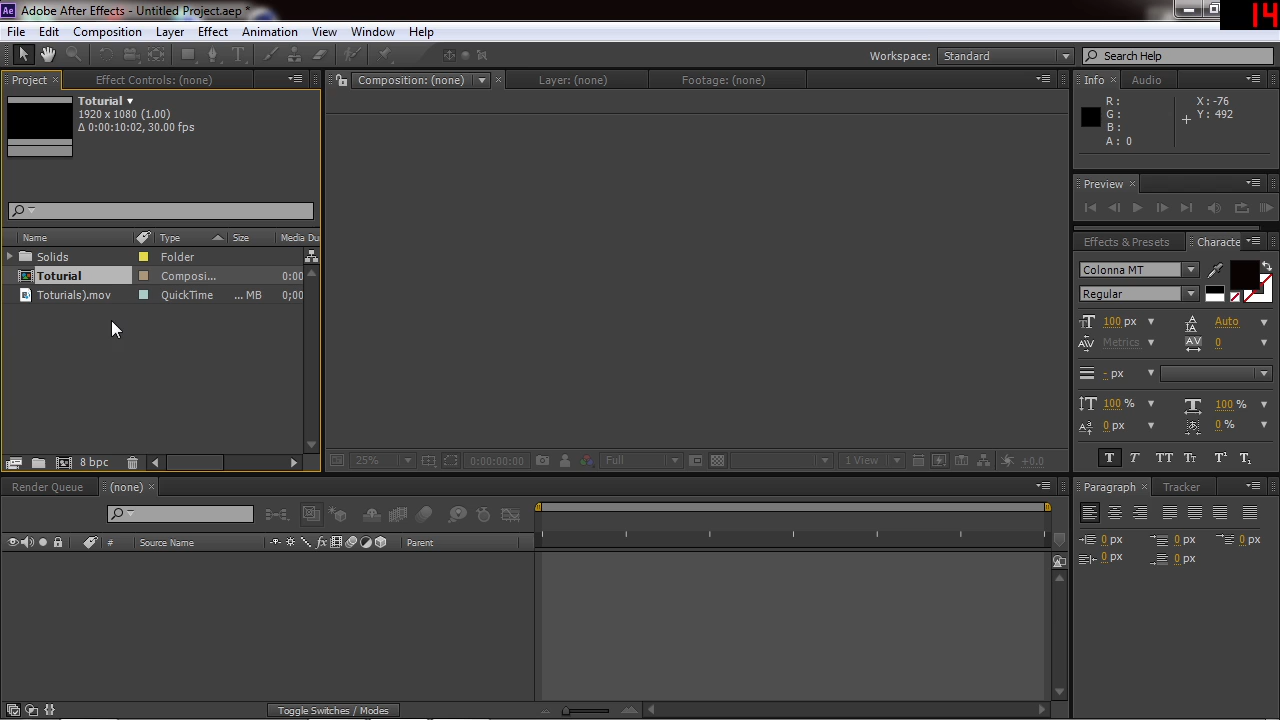 Ae Adobe After Effects - Untitled Project.aep *
14
File Edit Composition Layer Effect Animation View Window Help
T Workspace: Standard Search Help
Project × Effect Controls: (none) Composition: (none) × Layer: (none) Footage: (none) Info × Audio
Toturial
1920 x 1080 (1.00)
Δ 0:00:10:02, 30.00 fps
R :
G :
B :
A : 0
X : -76
Y : 492
Preview ×
Name Type Size Media Du
Effects & Presets Characte
Solids Folder
Toturial Composi... 0:00
Toturials).mov QuickTime ... MB 0;00
Colonna MT
Regular
100 px Auto
Metrics 0
- px
100 % 100 %
0 px 0 %
T T TT Tt T¹ T₁
8 bpc
25% 0:00:00:00 Full 1 View +0.0
Render Queue (none) × Paragraph × Tracker
# Source Name fx Parent
0 px 0 px 0 px
0 px 0 px
Toggle Switches / Modes